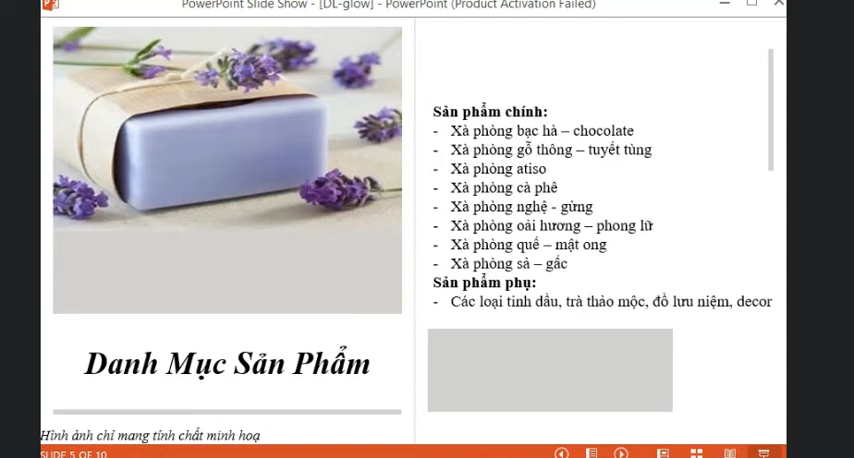 PowerPoint Slide Show - [DL-glow] - PowerPoint (Product Activation Failed)
Sản phẩm chính:
- Xà phòng bạc hà – chocolate
- Xà phòng gỗ thông – tuyết tùng
- Xà phòng atiso
- Xà phòng cà phê
- Xà phòng nghệ - gừng
- Xà phòng oải hương – phong lữ
- Xà phòng quế – mật ong
- Xà phòng sả – gấc
Sản phẩm phụ:
- Các loại tinh dầu, trà thảo mộc, đồ lưu niệm, decor
Danh Mục Sản Phẩm
Hình ảnh chỉ mang tính chất minh hoạ
SLIDE 5 OF 10